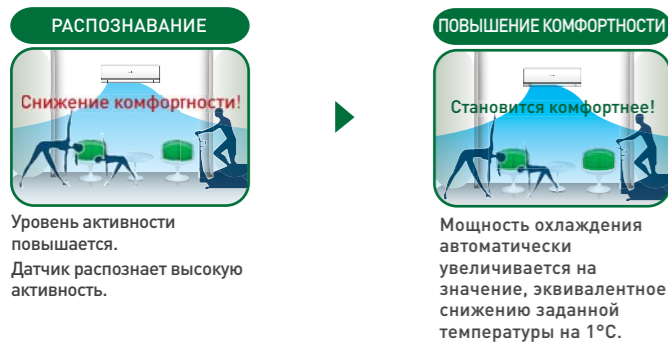 РАСПОЗНАВАНИЕ
Снижение комфоргности!
Уровень активности
повышается.
Датчик распознает высокую
активность.
ПОВЫШЕНИЕ КОМФОРТНОСТИ
Становится комфортнее!
Мощность охлаждения
автоматически
увеличивается на
значение, эквивалентное
снижению заданной
температуры на 1°C.